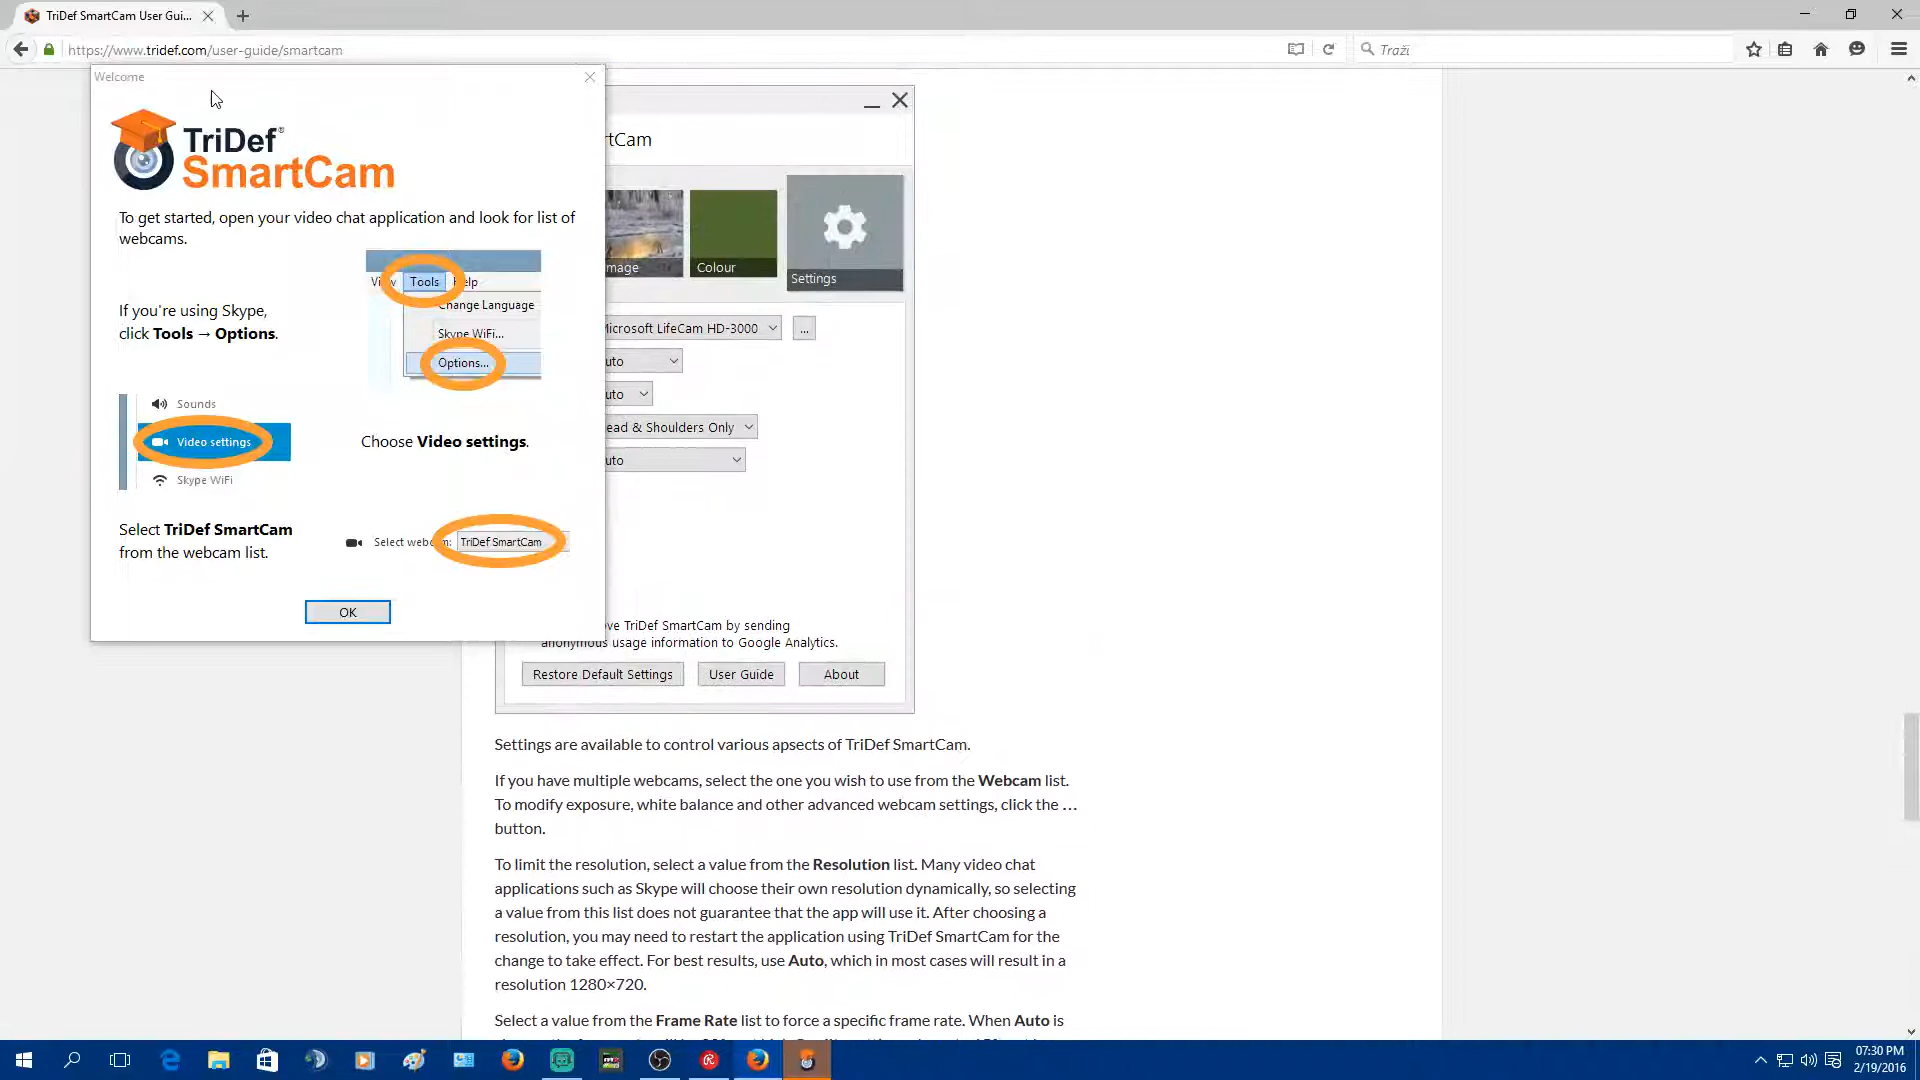 TriDef SmartCam User Gui...
https://www.tridef.com/user-guide/smartcam
Traži
Welcome
TriDef®
SmartCam
To get started, open your video chat application and look for list of
webcams.
If you're using Skype,
click Tools → Options.
Tools
Change Language
Skype WiFi...
Options...
Sounds
Video settings
Skype WiFi
Choose Video settings.
Select TriDef SmartCam
from the webcam list.
TriDef SmartCam
OK
rtCam
mage
Colour
Settings
Microsoft LifeCam HD-3000
...
uto
uto
ead & Shoulders Only
uto
ve TriDef SmartCam by sending
anonymous usage information to Google Analytics.
Restore Default Settings
User Guide
About
Settings are available to control various apsects of TriDef SmartCam.
If you have multiple webcams, select the one you wish to use from the Webcam list.
To modify exposure, white balance and other advanced webcam settings, click the …
button.
To limit the resolution, select a value from the Resolution list. Many video chat
applications such as Skype will choose their own resolution dynamically, so selecting
a value from this list does not guarantee that the app will use it. After choosing a
resolution, you may need to restart the application using TriDef SmartCam for the
change to take effect. For best results, use Auto, which in most cases will result in a
resolution 1280×720.
Select a value from the Frame Rate list to force a specific frame rate. When Auto is
07:30 PM
2/19/2016